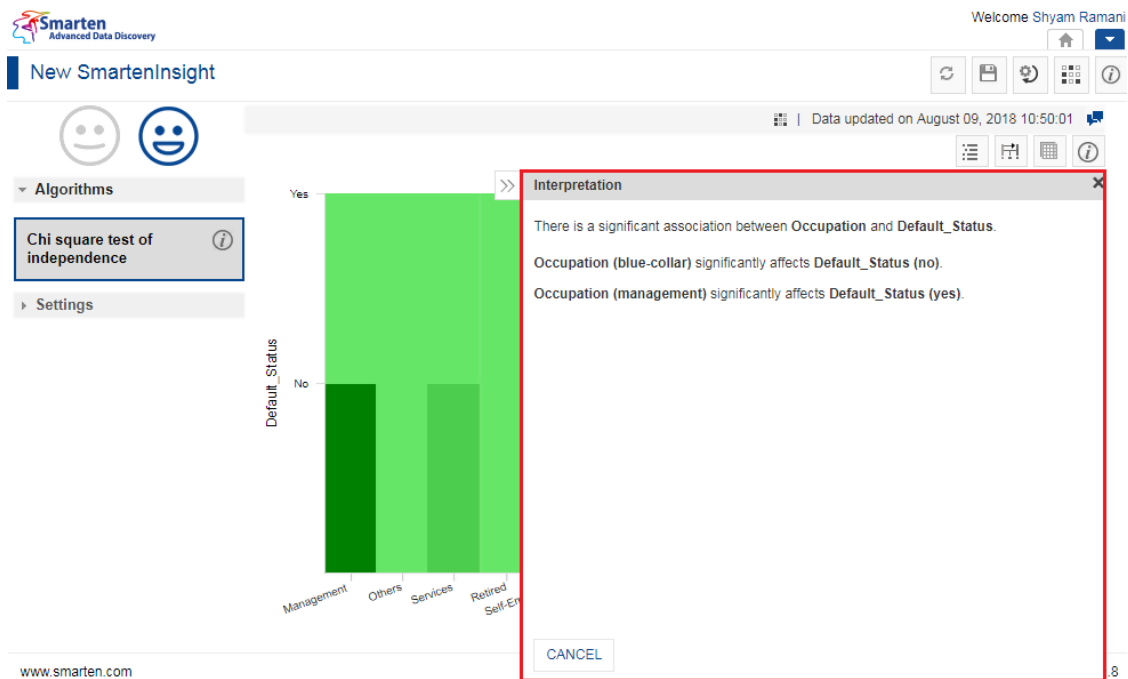 Smarten
Advanced Data Discovery
Welcome Shyam Ramani
New SmartenInsight
Data updated on August 09, 2018 10:50:01
Algorithms
Chi square test of
independence
Settings
Yes
No
Default_Status
Management
Others
Services
Retired
Self-En
Interpretation
There is a significant association between Occupation and Default_Status.
Occupation (blue-collar) significantly affects Default_Status (no).
Occupation (management) significantly affects Default_Status (yes).
CANCEL
www.smarten.com
.8